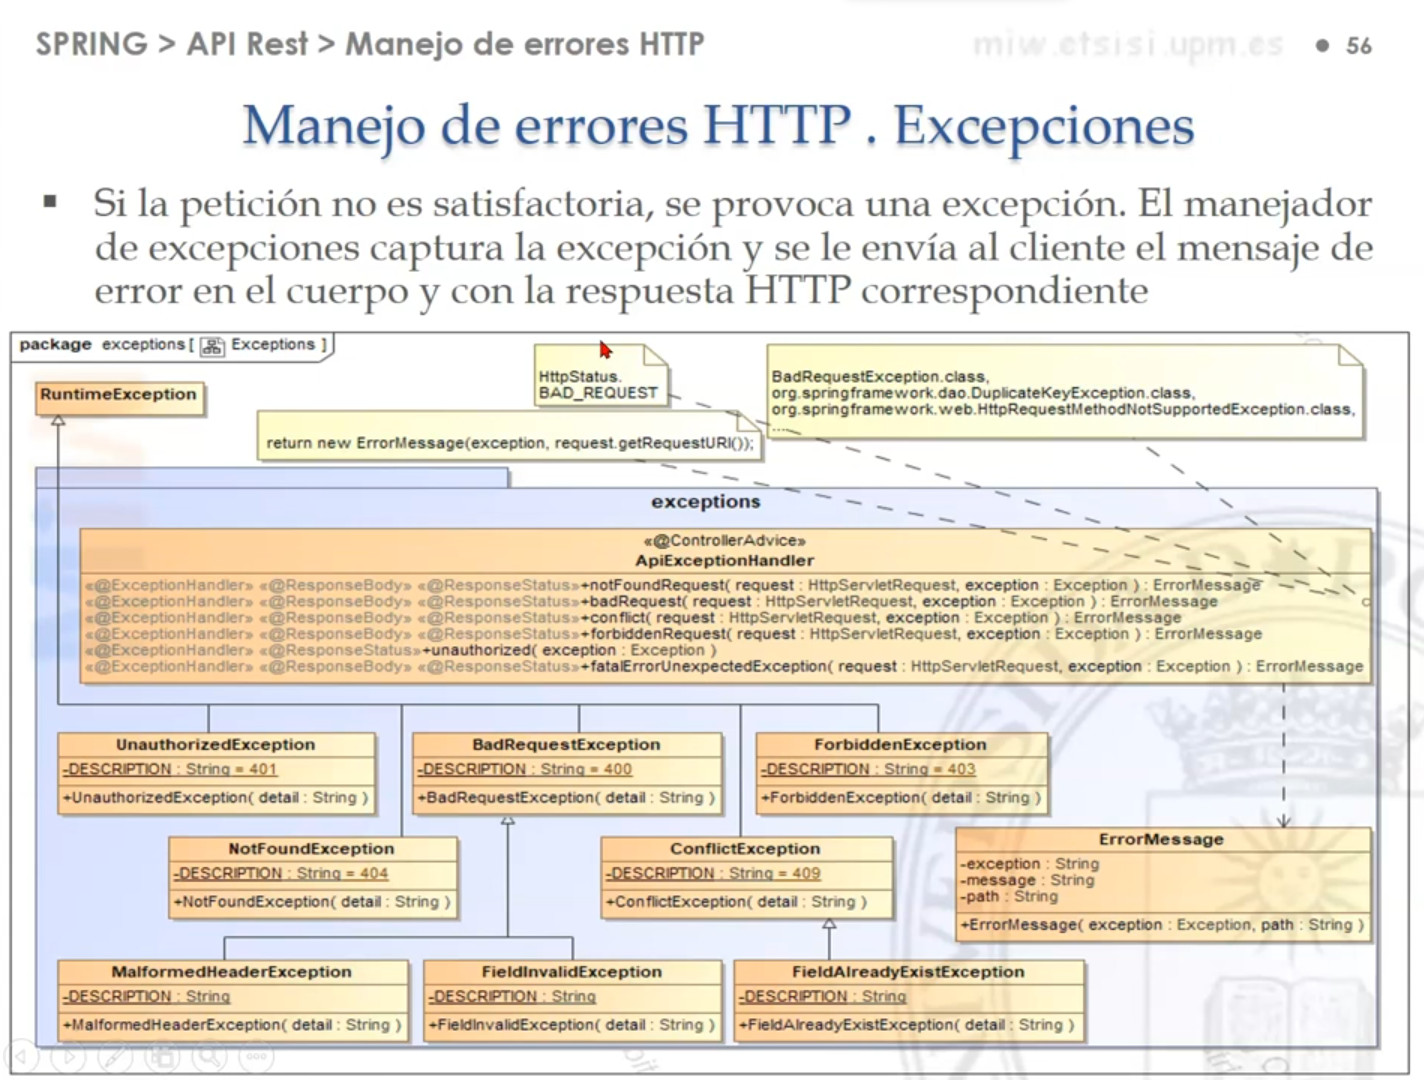 SPRING > API Rest > Manejo de errores HTTP
miw.etsisi.upm.es
● 56
Manejo de errores HTTP . Excepciones
▪ Si la petición no es satisfactoria, se provoca una excepción. El manejador
de excepciones captura la excepción y se le envía al cliente el mensaje de
error en el cuerpo y con la respuesta HTTP correspondiente
package exceptions [ Exceptions ]
RuntimeException
HttpStatus.
BAD_REQUEST
BadRequestException.class,
org.springframework.dao.DuplicateKeyException.class,
org.springframework.web.HttpRequestMethodNotSupportedException.class,
....
return new ErrorMessage(exception, request.getRequestURI());
exceptions
«@ControllerAdvice»
ApiExceptionHandler
«@ExceptionHandler» «@ResponseBody» «@ResponseStatus»+notFoundRequest( request : HttpServletRequest, exception : Exception ) : ErrorMessage
«@ExceptionHandler» «@ResponseBody» «@ResponseStatus»+badRequest( request : HttpServletRequest, exception : Exception ) : ErrorMessage
«@ExceptionHandler» «@ResponseBody» «@ResponseStatus»+conflict( request : HttpServletRequest, exception : Exception ) : ErrorMessage
«@ExceptionHandler» «@ResponseBody» «@ResponseStatus»+forbiddenRequest( request : HttpServletRequest, exception : Exception ) : ErrorMessage
«@ExceptionHandler» «@ResponseStatus»+unauthorized( exception : Exception )
«@ExceptionHandler» «@ResponseBody» «@ResponseStatus»+fatalErrorUnexpectedException( request : HttpServletRequest, exception : Exception ) : ErrorMessage
UnauthorizedException
-DESCRIPTION : String = 401
+UnauthorizedException( detail : String )
BadRequestException
-DESCRIPTION : String = 400
+BadRequestException( detail : String )
ForbiddenException
-DESCRIPTION : String = 403
+ForbiddenException( detail : String )
NotFoundException
-DESCRIPTION : String = 404
+NotFoundException( detail : String )
ConflictException
-DESCRIPTION : String = 409
+ConflictException( detail : String )
ErrorMessage
-exception : String
-message : String
-path : String
+ErrorMessage( exception : Exception, path : String )
MalformedHeaderException
-DESCRIPTION : String
+MalformedHeaderException( detail : String )
FieldInvalidException
-DESCRIPTION : String
+FieldInvalidException( detail : String )
FieldAlreadyExistException
-DESCRIPTION : String
+FieldAlreadyExistException( detail : String )